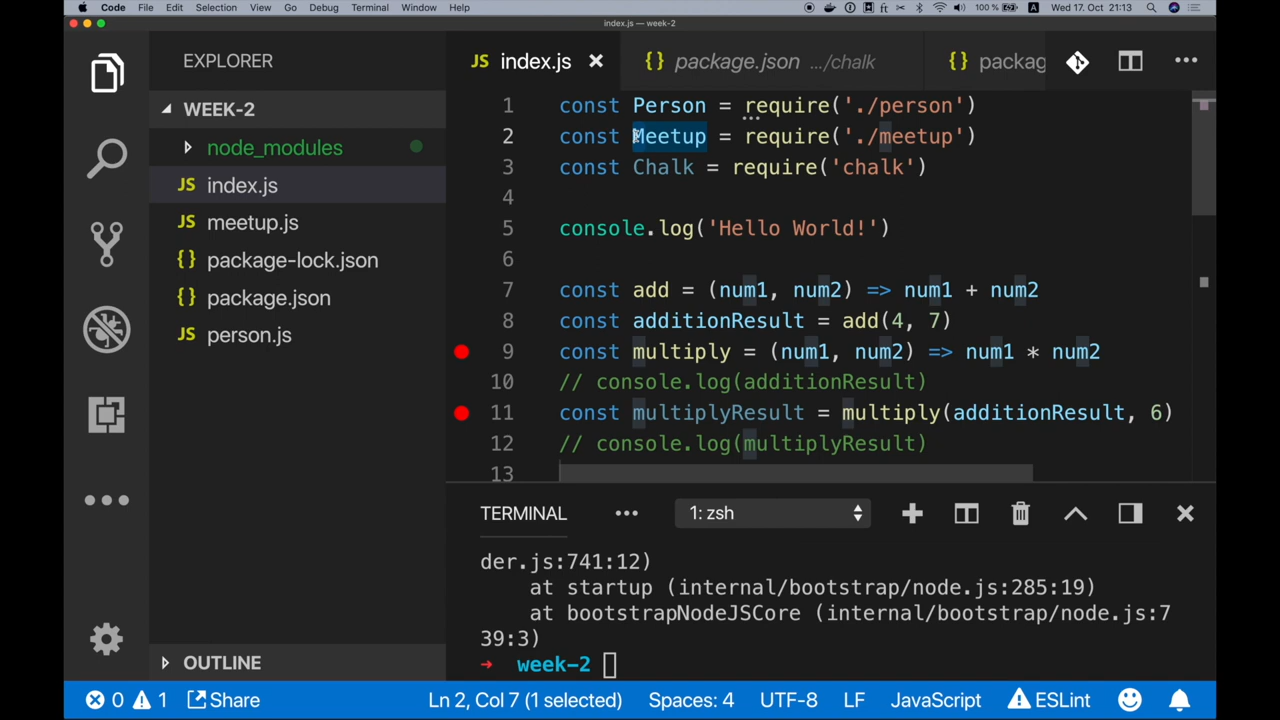 Code File Edit Selection View Go Debug Terminal Window Help 100 % A Wed 17. Oct 21:13
index.js — week-2
EXPLORER
WEEK-2
node_modules
JS index.js
JS meetup.js
{} package-lock.json
{} package.json
JS person.js
OUTLINE
JS index.js {} package.json .../chalk {} packag
1 const Person = require('./person')
2 const Meetup = require('./meetup')
3 const Chalk = require('chalk')
4
5 console.log('Hello World!')
6
7 const add = (num1, num2) => num1 + num2
8 const additionResult = add(4, 7)
9 const multiply = (num1, num2) => num1 * num2
10 // console.log(additionResult)
11 const multiplyResult = multiply(additionResult, 6)
12 // console.log(multiplyResult)
13
TERMINAL ••• 1: zsh
der.js:741:12)
at startup (internal/bootstrap/node.js:285:19)
at bootstrapNodeJSCore (internal/bootstrap/node.js:7
39:3)
➜ week-2
0 1 Share Ln 2, Col 7 (1 selected) Spaces: 4 UTF-8 LF JavaScript ESLint